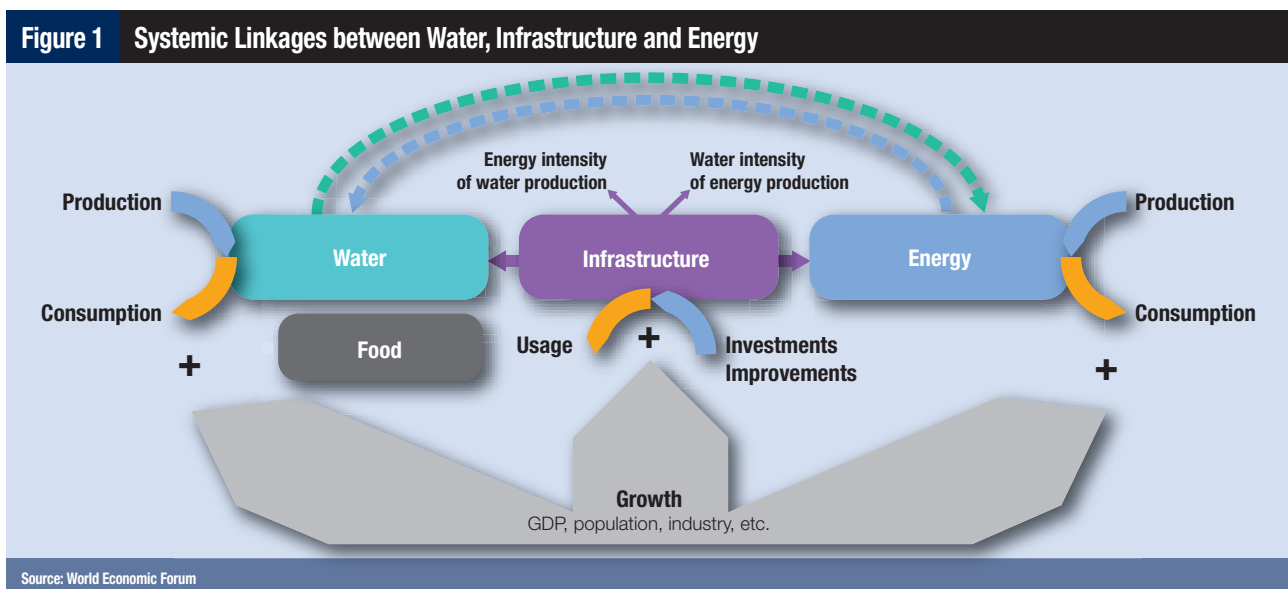 Figure 1 Systemic Linkages between Water, Infrastructure and Energy
Energy intensity
of water production
Water intensity
of energy production
Production
Water
Infrastructure
Energy
Production
Consumption
Food
Usage
+
Investments
Improvements
Consumption
+
+
Growth
GDP, population, industry, etc.
Source: World Economic Forum